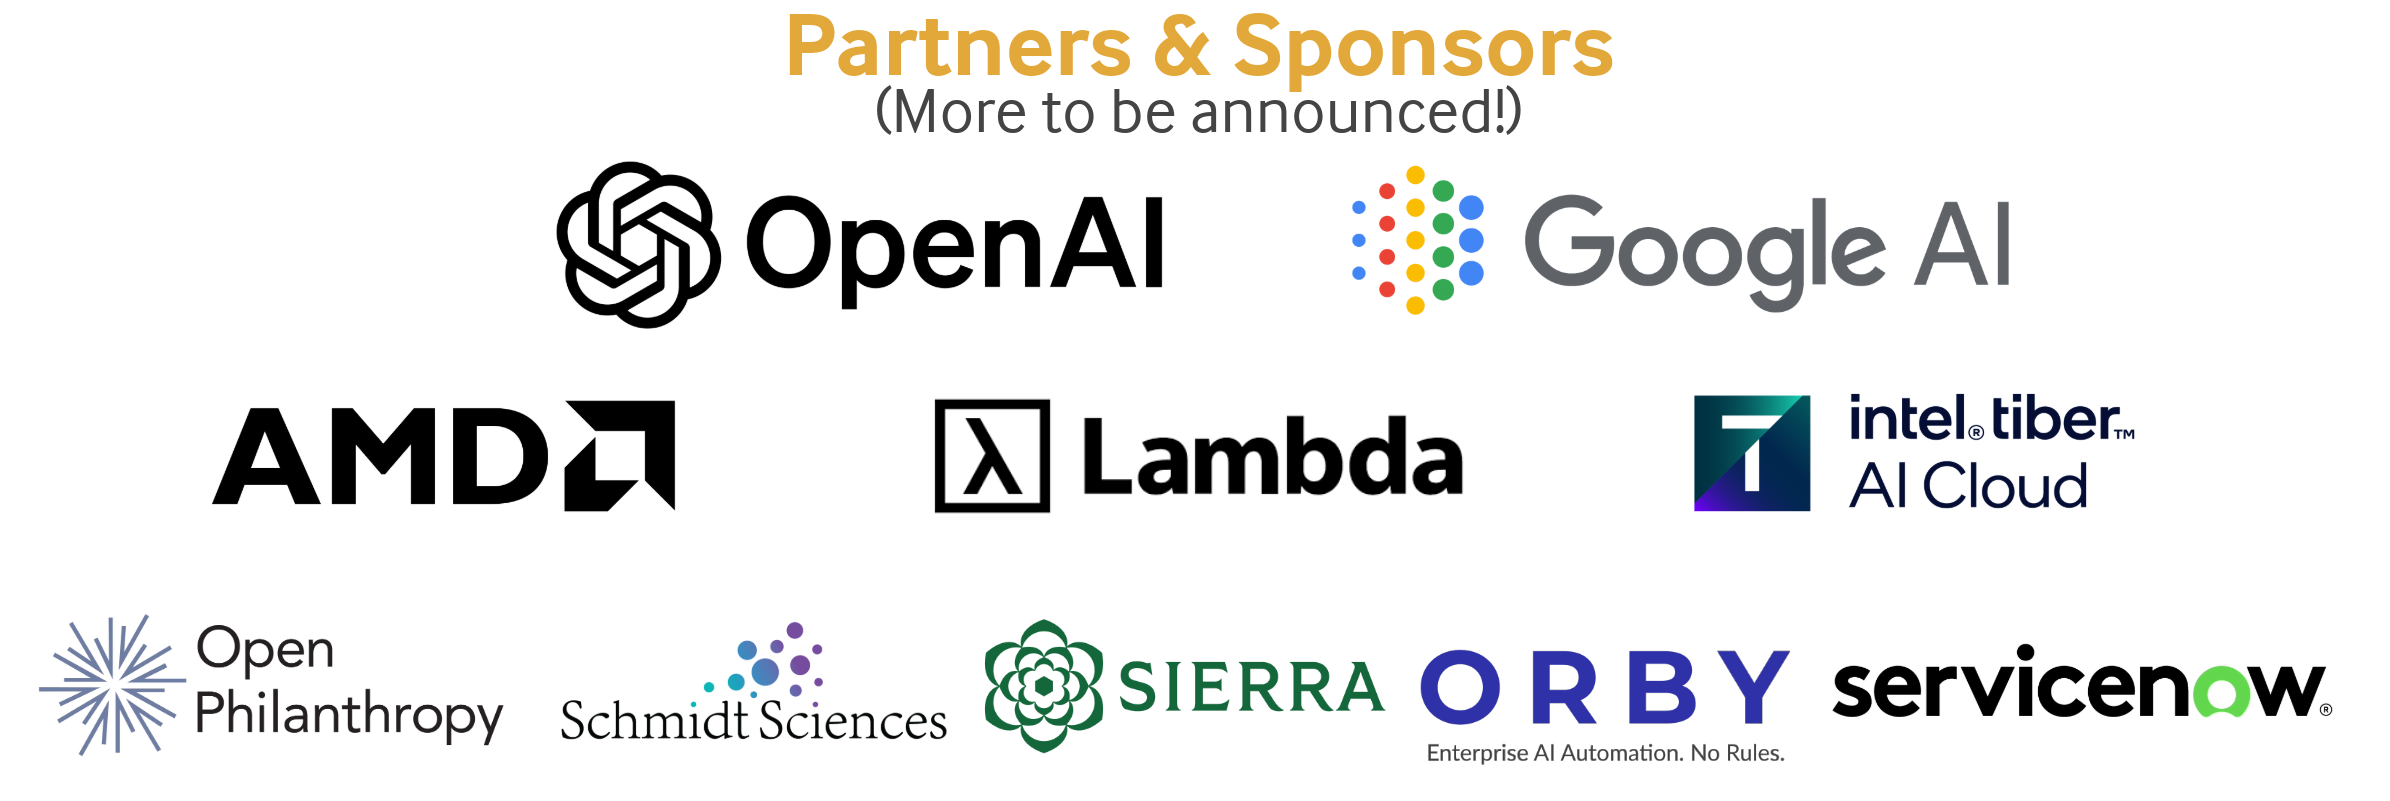 Partners & Sponsors
(More to be announced!)
OpenAI
Google AI
AMD
λ Lambda
intel® tiber™
AI Cloud
Open
Philanthropy
Schmidt Sciences
SIERRA
ORBY
Enterprise AI Automation. No Rules.
servicenow®